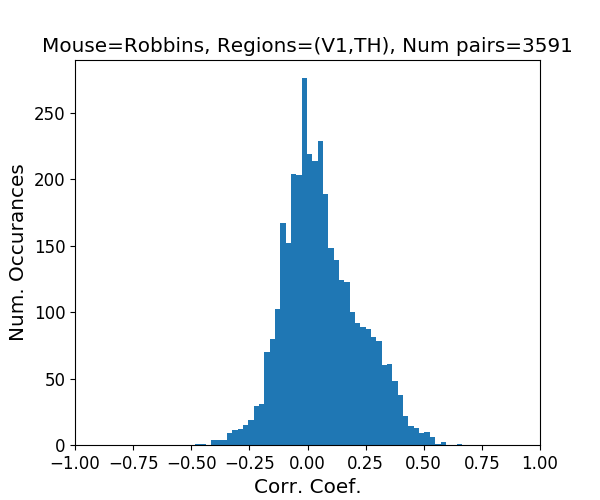 Mouse=Robbins, Regions=(V1,TH), Num pairs=3591
Num. Occurances
250
200
150
100
50
0
−1.00 −0.75 −0.50 −0.25 0.00 0.25 0.50 0.75 1.00
Corr. Coef.